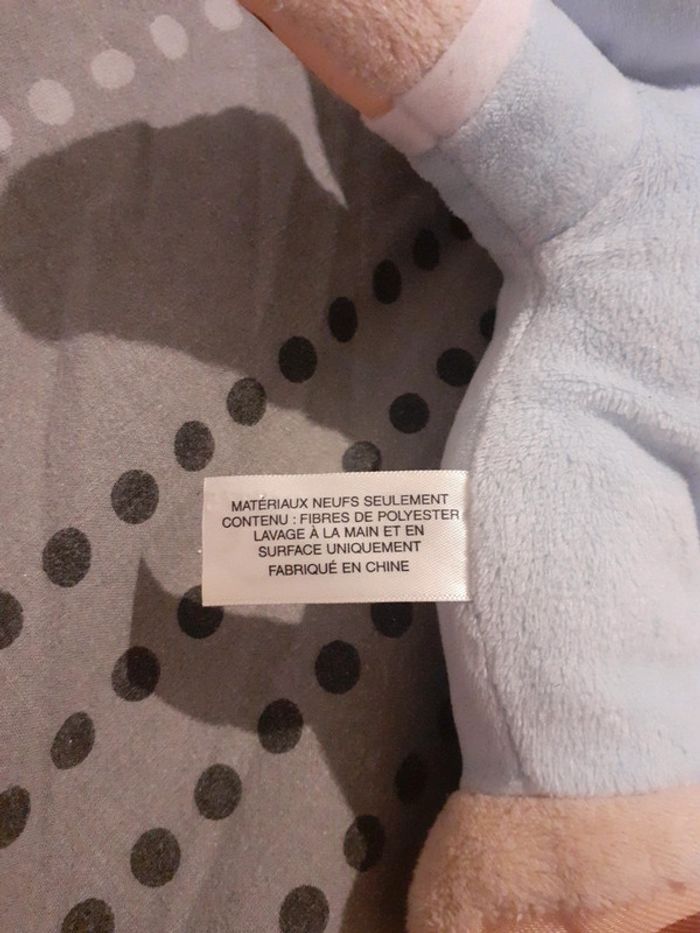 MATÉRIAUX NEUFS SEULEMENT
CONTENU : FIBRES DE POLYESTER
LAVAGE À LA MAIN ET EN
SURFACE UNIQUEMENT
FABRIQUÉ EN CHINE